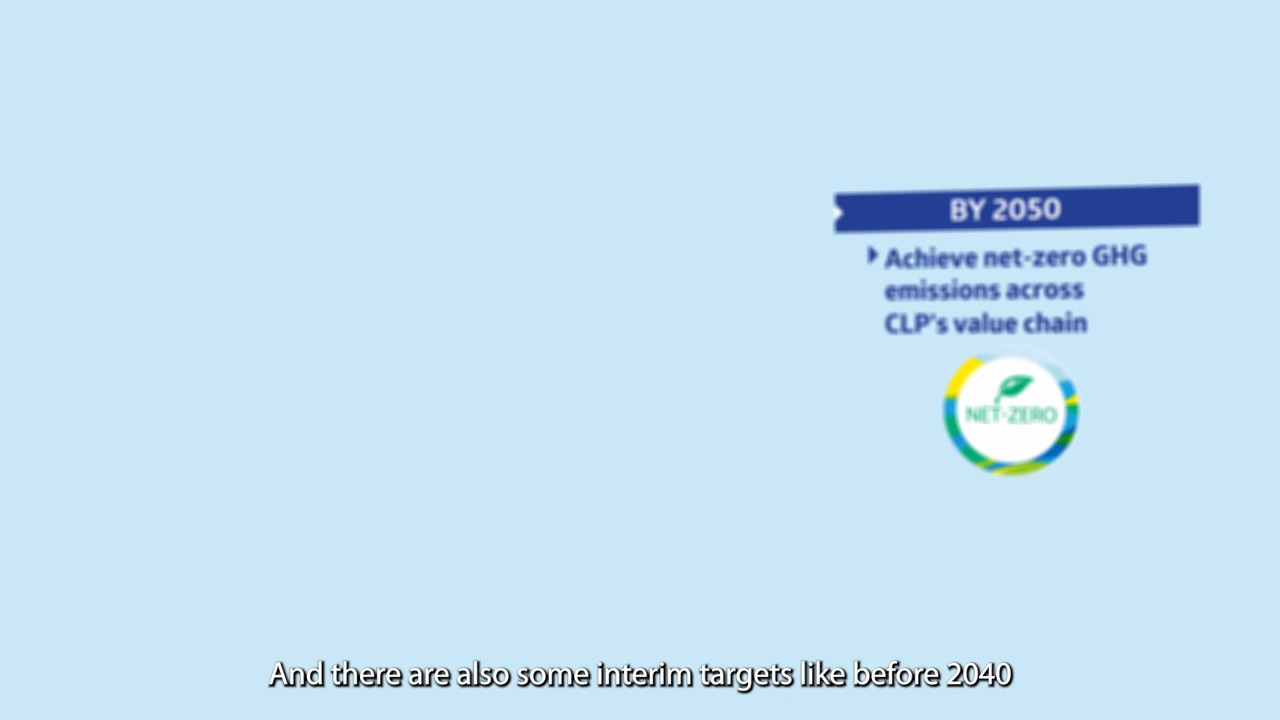 BY 2050
Achieve net-zero GHG
emissions across
CLP's value chain
NET-ZERO
And there are also some interim targets like before 2040